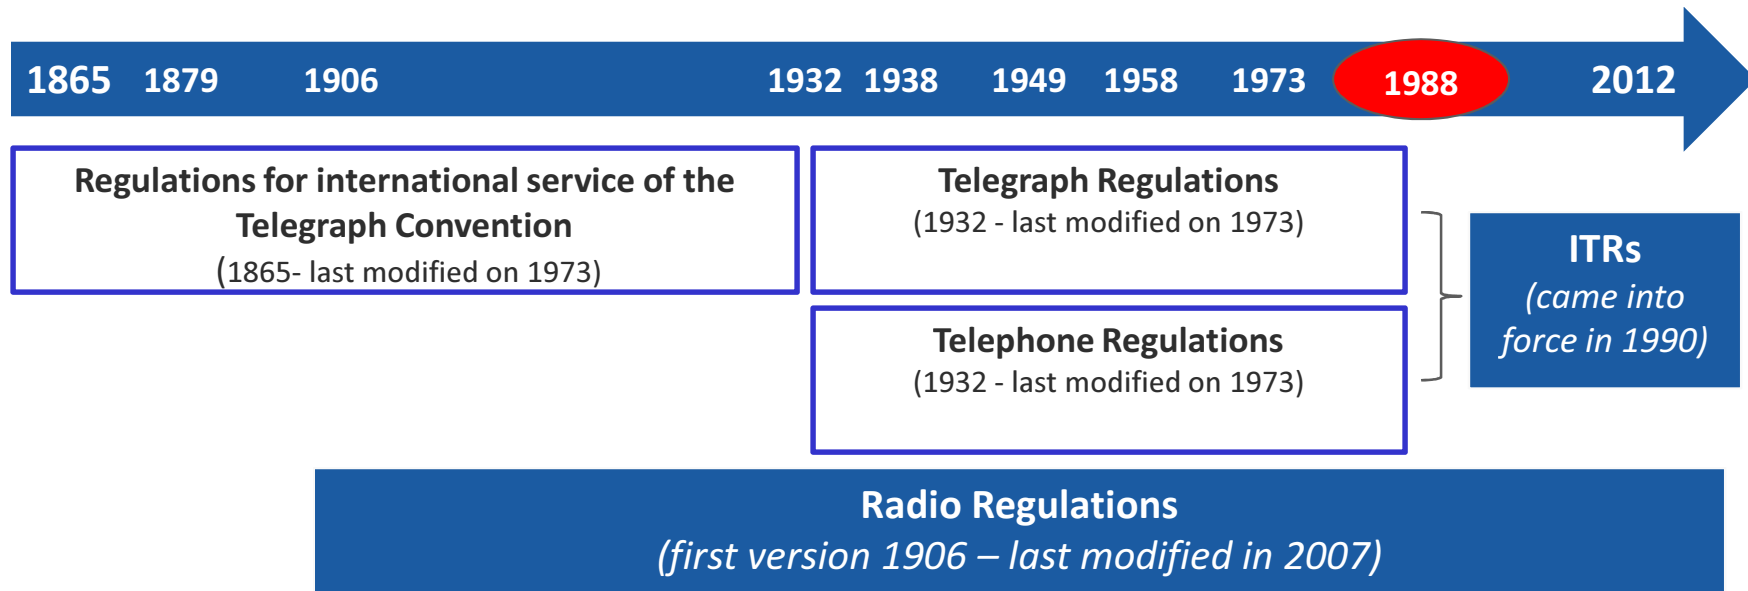 1865 1879 1906 1932 1938 1949 1958 1973 1988 2012
Regulations for international service of the
Telegraph Convention
(1865- last modified on 1973)
Telegraph Regulations
(1932 - last modified on 1973)
Telephone Regulations
(1932 - last modified on 1973)
ITRs
(came into
force in 1990)
Radio Regulations
(first version 1906 – last modified in 2007)